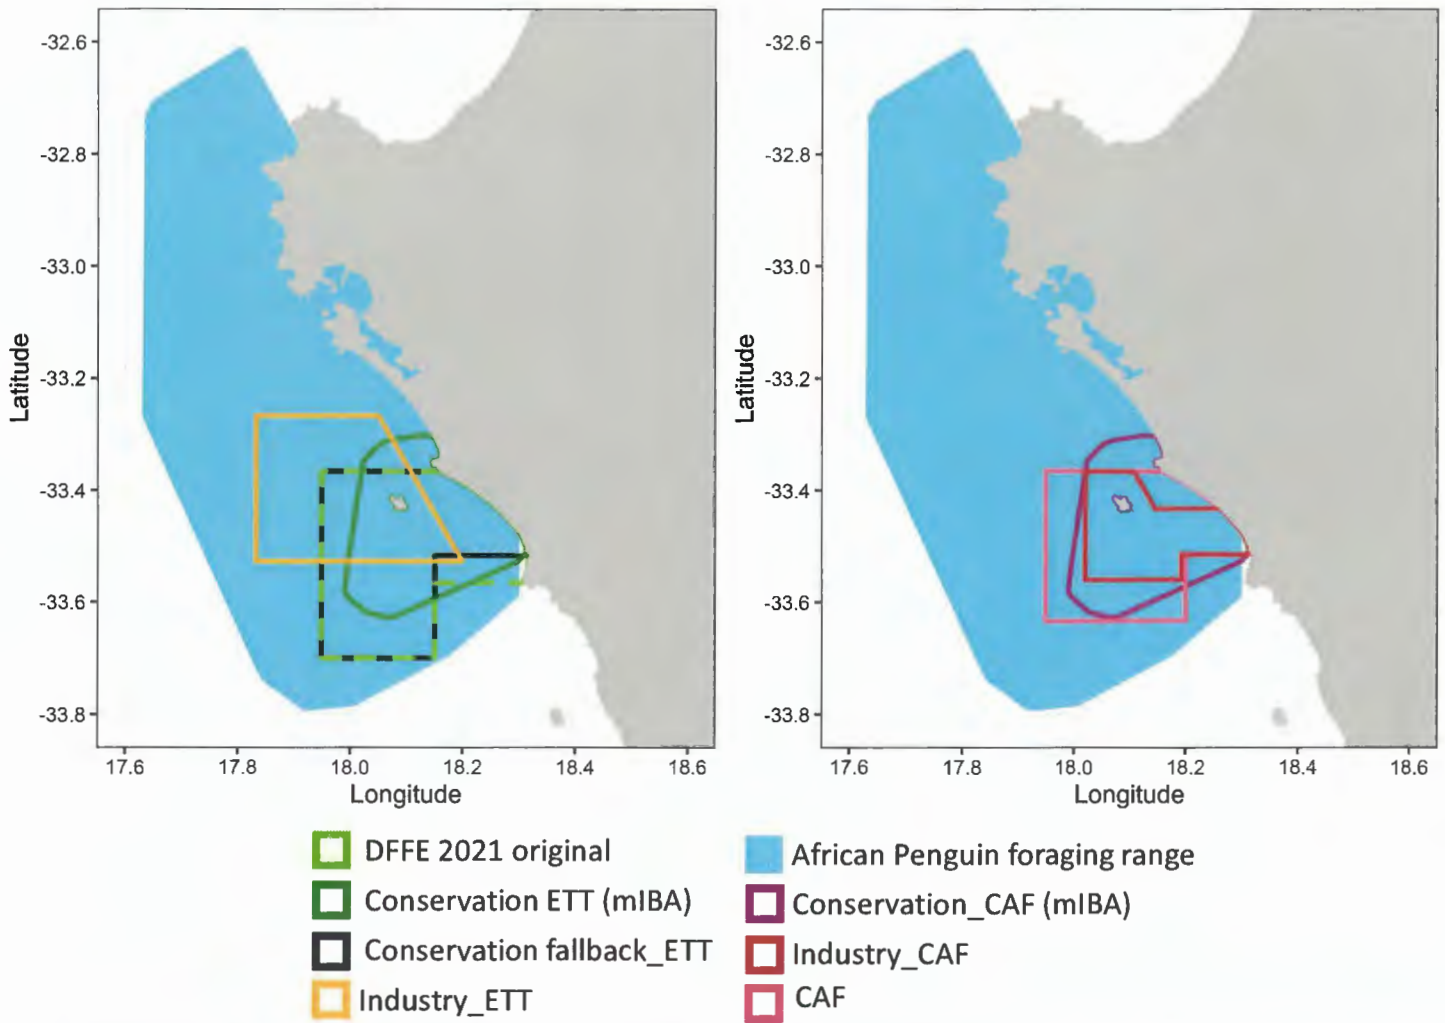 -32.6
-32.8
-33.0
-33.2
-33.4
-33.6
-33.8
Latitude
17.6 17.8 18.0 18.2 18.4 18.6
Longitude
-32.6
-32.8
-33.0
-33.2
-33.4
-33.6
-33.8
Latitude
17.6 17.8 18.0 18.2 18.4 18.6
Longitude
DFFE 2021 original
Conservation ETT (mIBA)
Conservation fallback_ETT
Industry_ETT
African Penguin foraging range
Conservation_CAF (mIBA)
Industry_CAF
CAF